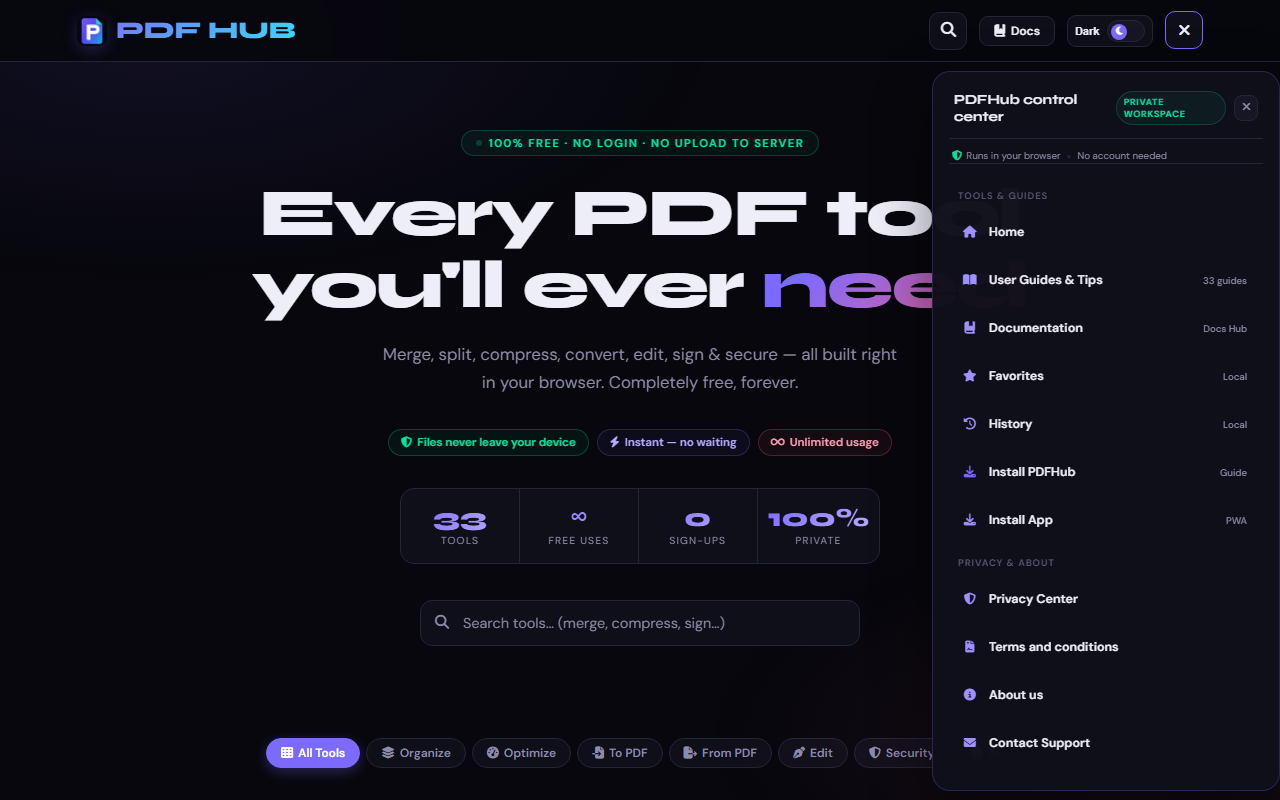 PDF HUB
Docs
Dark
100% FREE · NO LOGIN · NO UPLOAD TO SERVER
Every PDF tool
you'll ever need
Merge, split, compress, convert, edit, sign & secure — all built right
in your browser. Completely free, forever.
Files never leave your device
Instant — no waiting
Unlimited usage
33
TOOLS
∞
FREE USES
0
SIGN-UPS
100%
PRIVATE
Search tools... (merge, compress, sign...)
All Tools
Organize
Optimize
To PDF
From PDF
Edit
Security
PDFHub control
center
PRIVATE
WORKSPACE
Runs in your browser
No account needed
TOOLS & GUIDES
Home
User Guides & Tips
33 guides
Documentation
Docs Hub
Favorites
Local
History
Local
Install PDFHub
Guide
Install App
PWA
PRIVACY & ABOUT
Privacy Center
Terms and conditions
About us
Contact Support